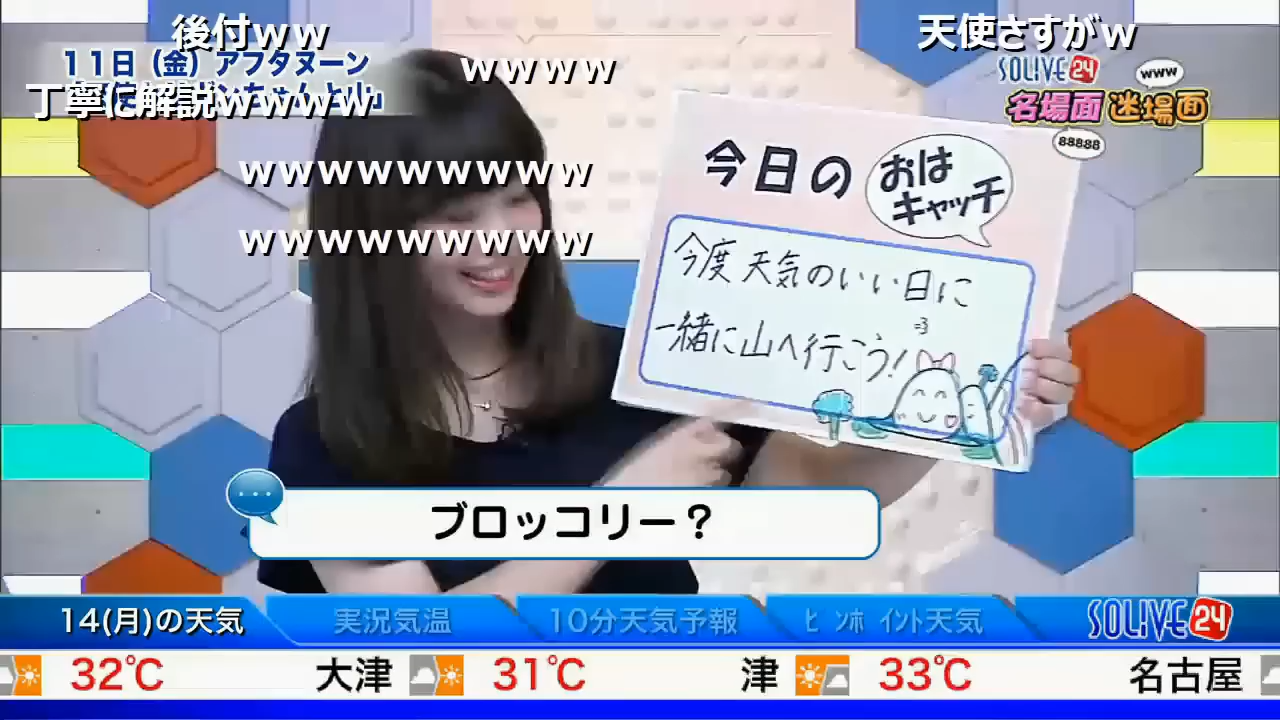 後付ｗｗ
天使さすがｗ
11日（金）アフタヌーン
ｗｗｗｗ
SOLiVE24
www
丁寧に解説ｗｗｗｗ
名場面 迷場面
88888
ｗｗｗｗｗｗｗｗｗｗ
ｗｗｗｗｗｗｗｗｗｗ
今日の おは
キャッチ
今度天気のいい日に
一緒に山へ行こう！
=3
ブロッコリー？
14(月)の天気 実況気温 10分天気予報 ピンポイント天気 SOLiVE24
32℃ 大津 31℃ 津 33℃ 名古屋